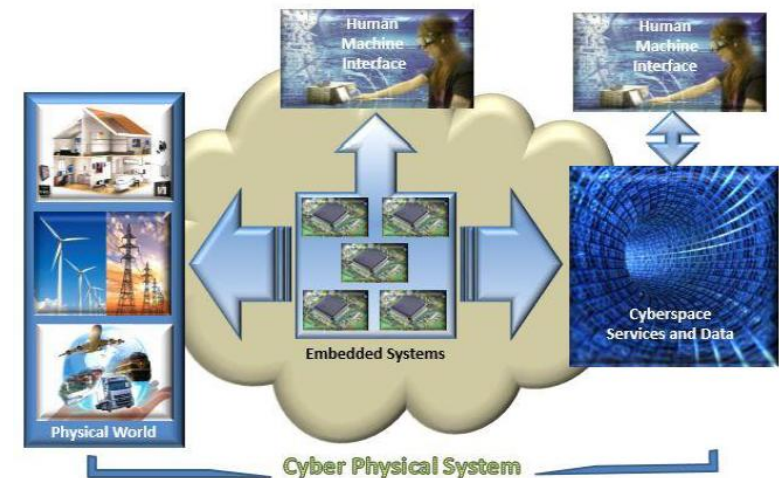 Human
Machine
Interface
Human
Machine
Interface
Embedded Systems
Cyberspace
Services and Data
Physical World
Cyber Physical System